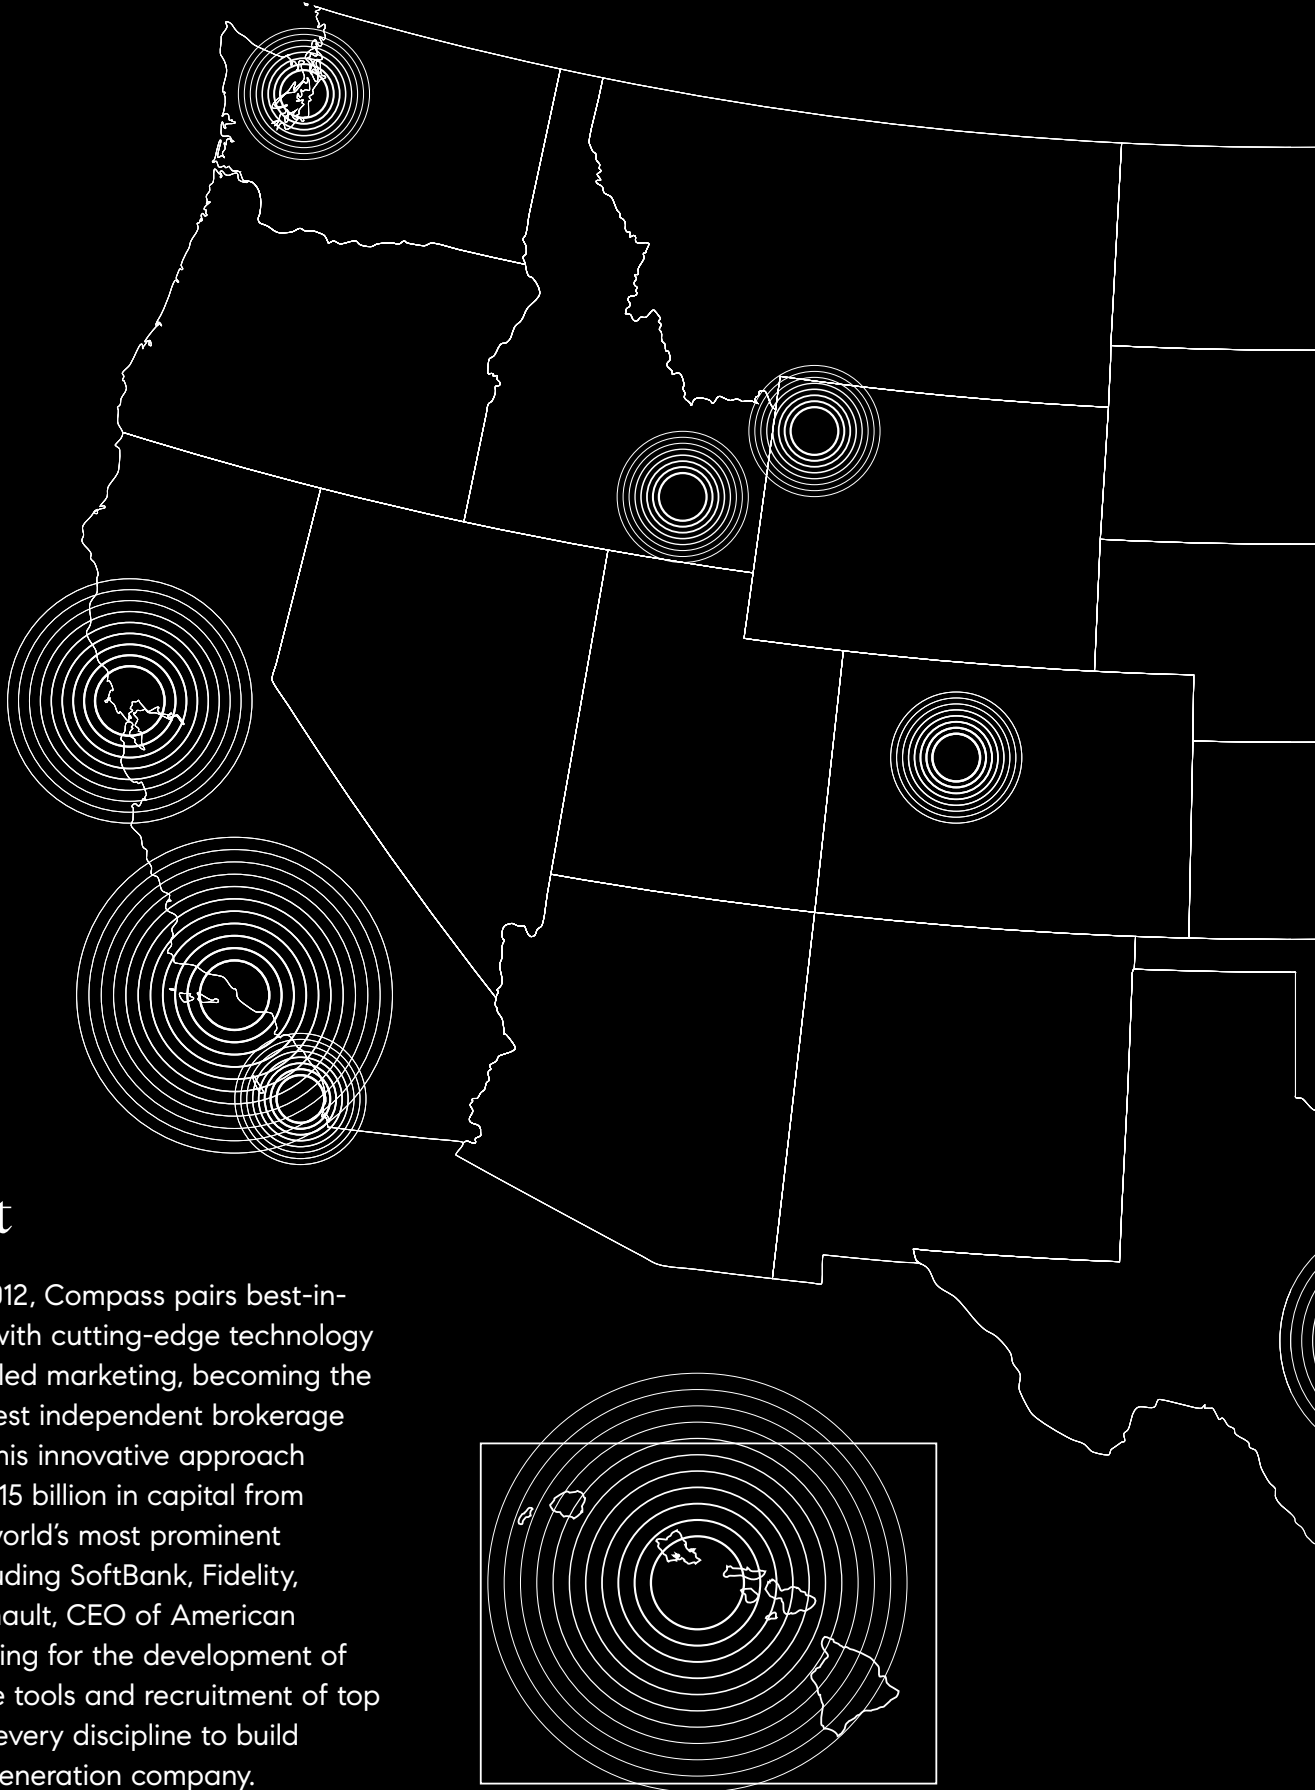 t
012, Compass pairs best-in-
with cutting-edge technology
led marketing, becoming the
est independent brokerage
his innovative approach
15 billion in capital from
world's most prominent
uding SoftBank, Fidelity,
nault, CEO of American
ing for the development of
e tools and recruitment of top
every discipline to build
eneration company.